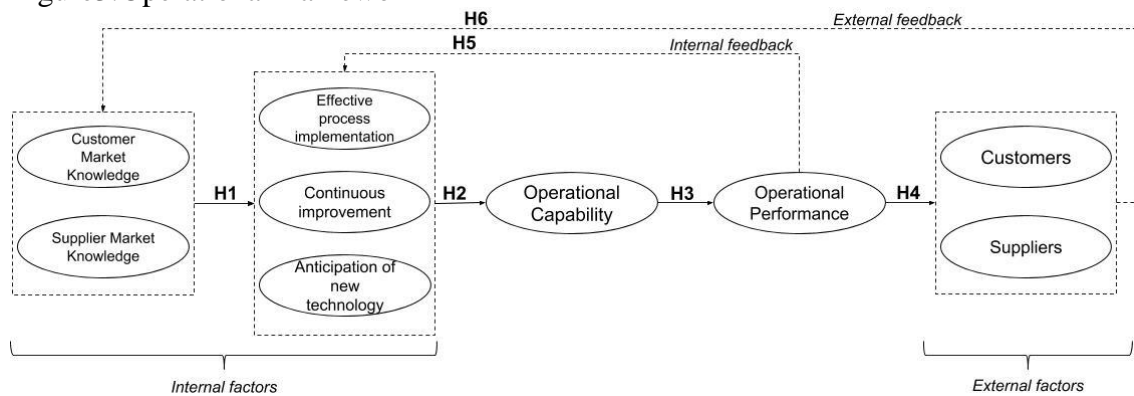 H6
External feedback
H5
Internal feedback
Effective
process
implementation
Customer
Market
Knowledge
H1
Continuous
improvement
H2
Operational
Capability
H3
Operational
Performance
H4
Customers
Supplier Market
Knowledge
Suppliers
Anticipation of
new
technology
Internal factors
External factors